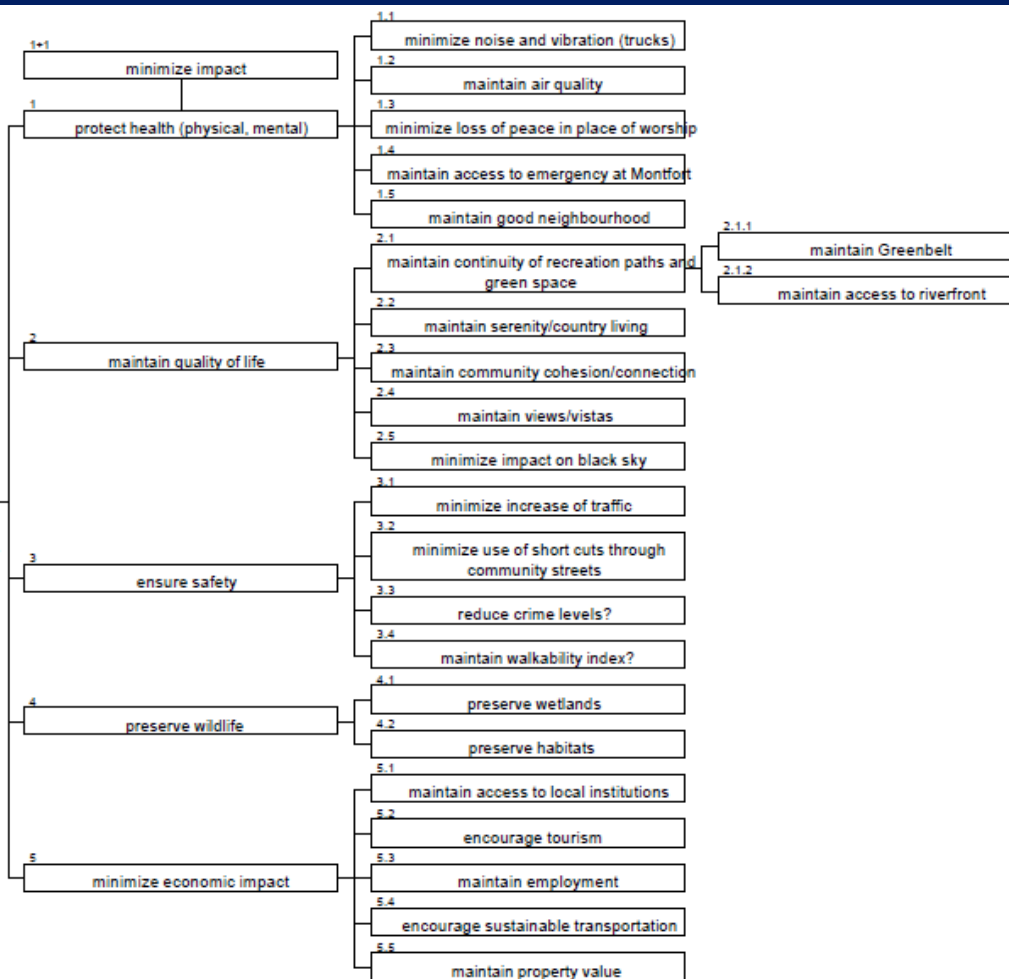 1+1
minimize impact
1
protect health (physical, mental)
1.1
minimize noise and vibration (trucks)
1.2
maintain air quality
1.3
minimize loss of peace in place of worship
1.4
maintain access to emergency at Montfort
1.5
maintain good neighbourhood
2
maintain quality of life
2.1
maintain continuity of recreation paths and
green space
2.1.1
maintain Greenbelt
2.1.2
maintain access to riverfront
2.2
maintain serenity/country living
2.3
maintain community cohesion/connection
2.4
maintain views/vistas
2.5
minimize impact on black sky
3
ensure safety
3.1
minimize increase of traffic
3.2
minimize use of short cuts through
community streets
3.3
reduce crime levels?
3.4
maintain walkability index?
4
preserve wildlife
4.1
preserve wetlands
4.2
preserve habitats
5
minimize economic impact
5.1
maintain access to local institutions
5.2
encourage tourism
5.3
maintain employment
5.4
encourage sustainable transportation
5.5
maintain property value